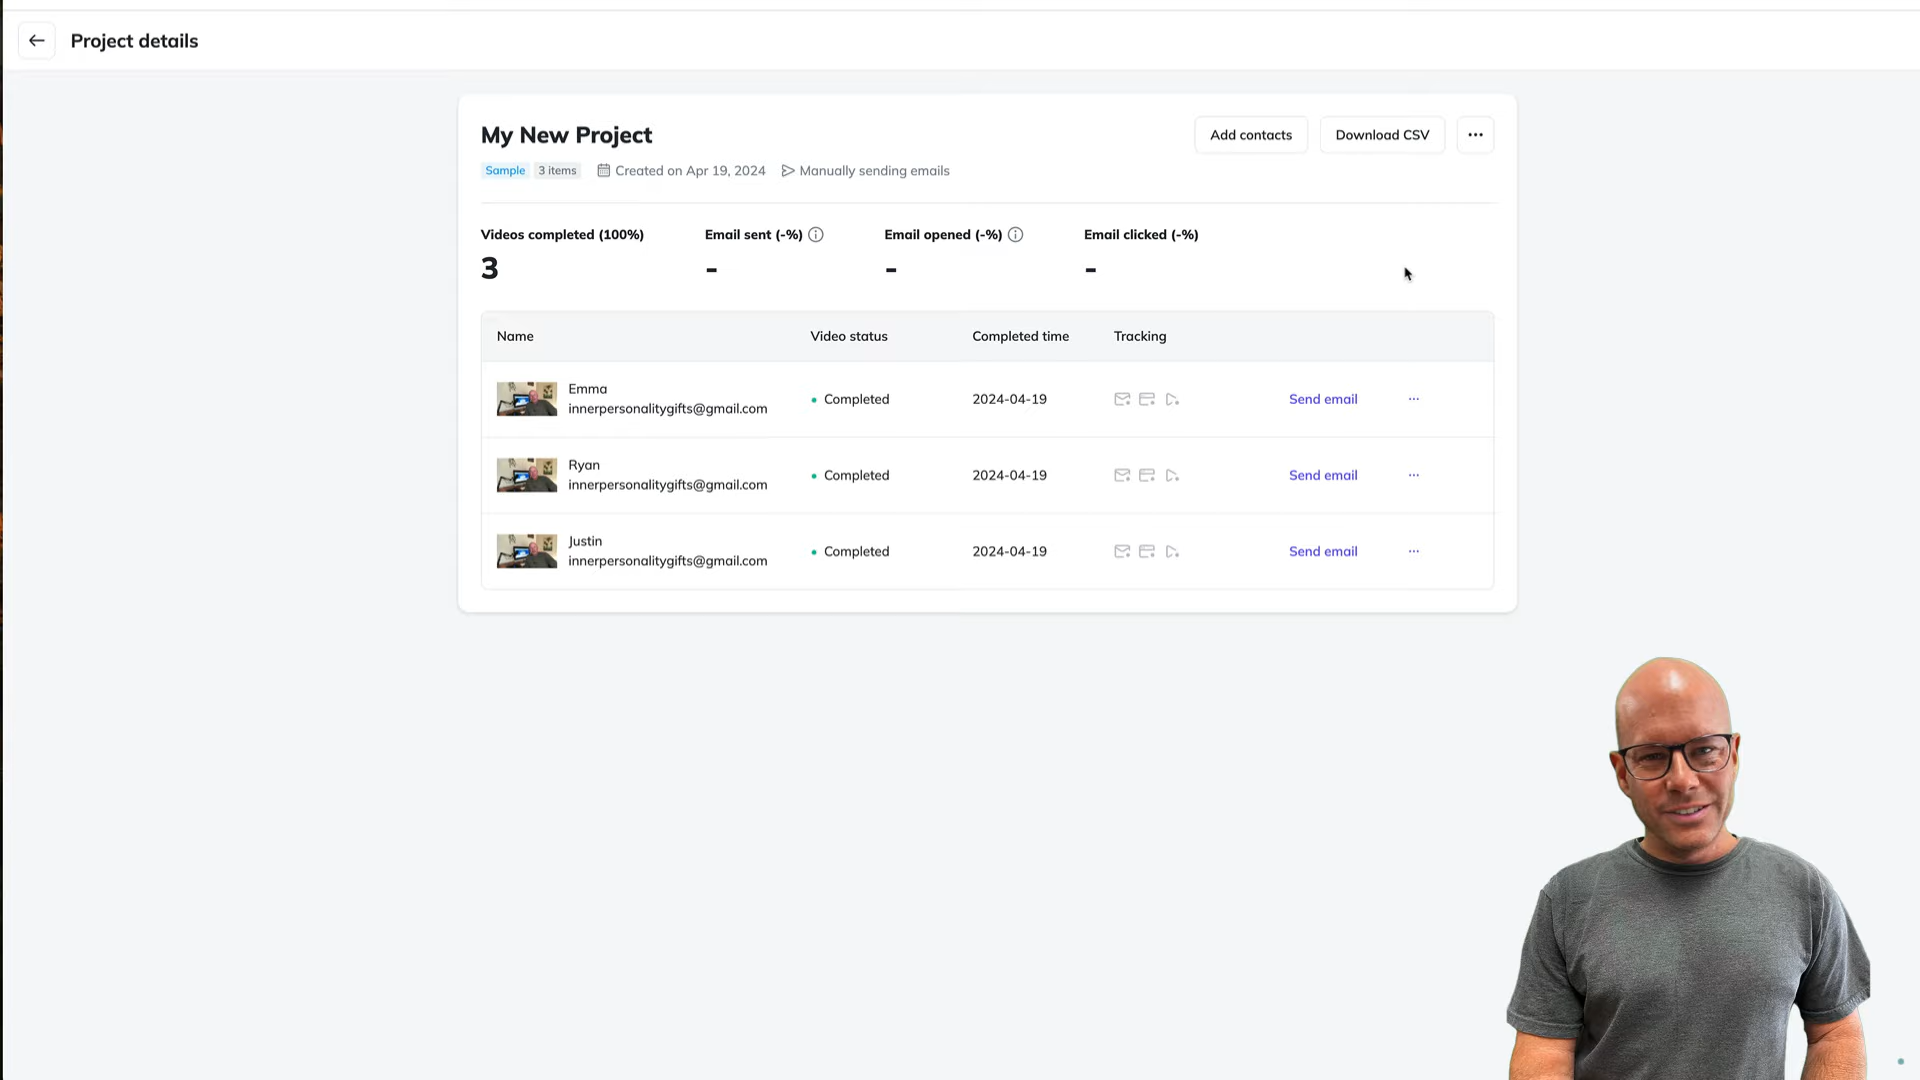 Project details
My New Project
Add contacts
Download CSV
Sample
3 items
Created on Apr 19, 2024
Manually sending emails
Videos completed (100%)
Email sent (-%)
Email opened (-%)
Email clicked (-%)
3
-
-
-
Name
Video status
Completed time
Tracking
Emma
innerpersonalitygifts@gmail.com
Completed
2024-04-19
Send email
Ryan
innerpersonalitygifts@gmail.com
Completed
2024-04-19
Send email
Justin
innerpersonalitygifts@gmail.com
Completed
2024-04-19
Send email